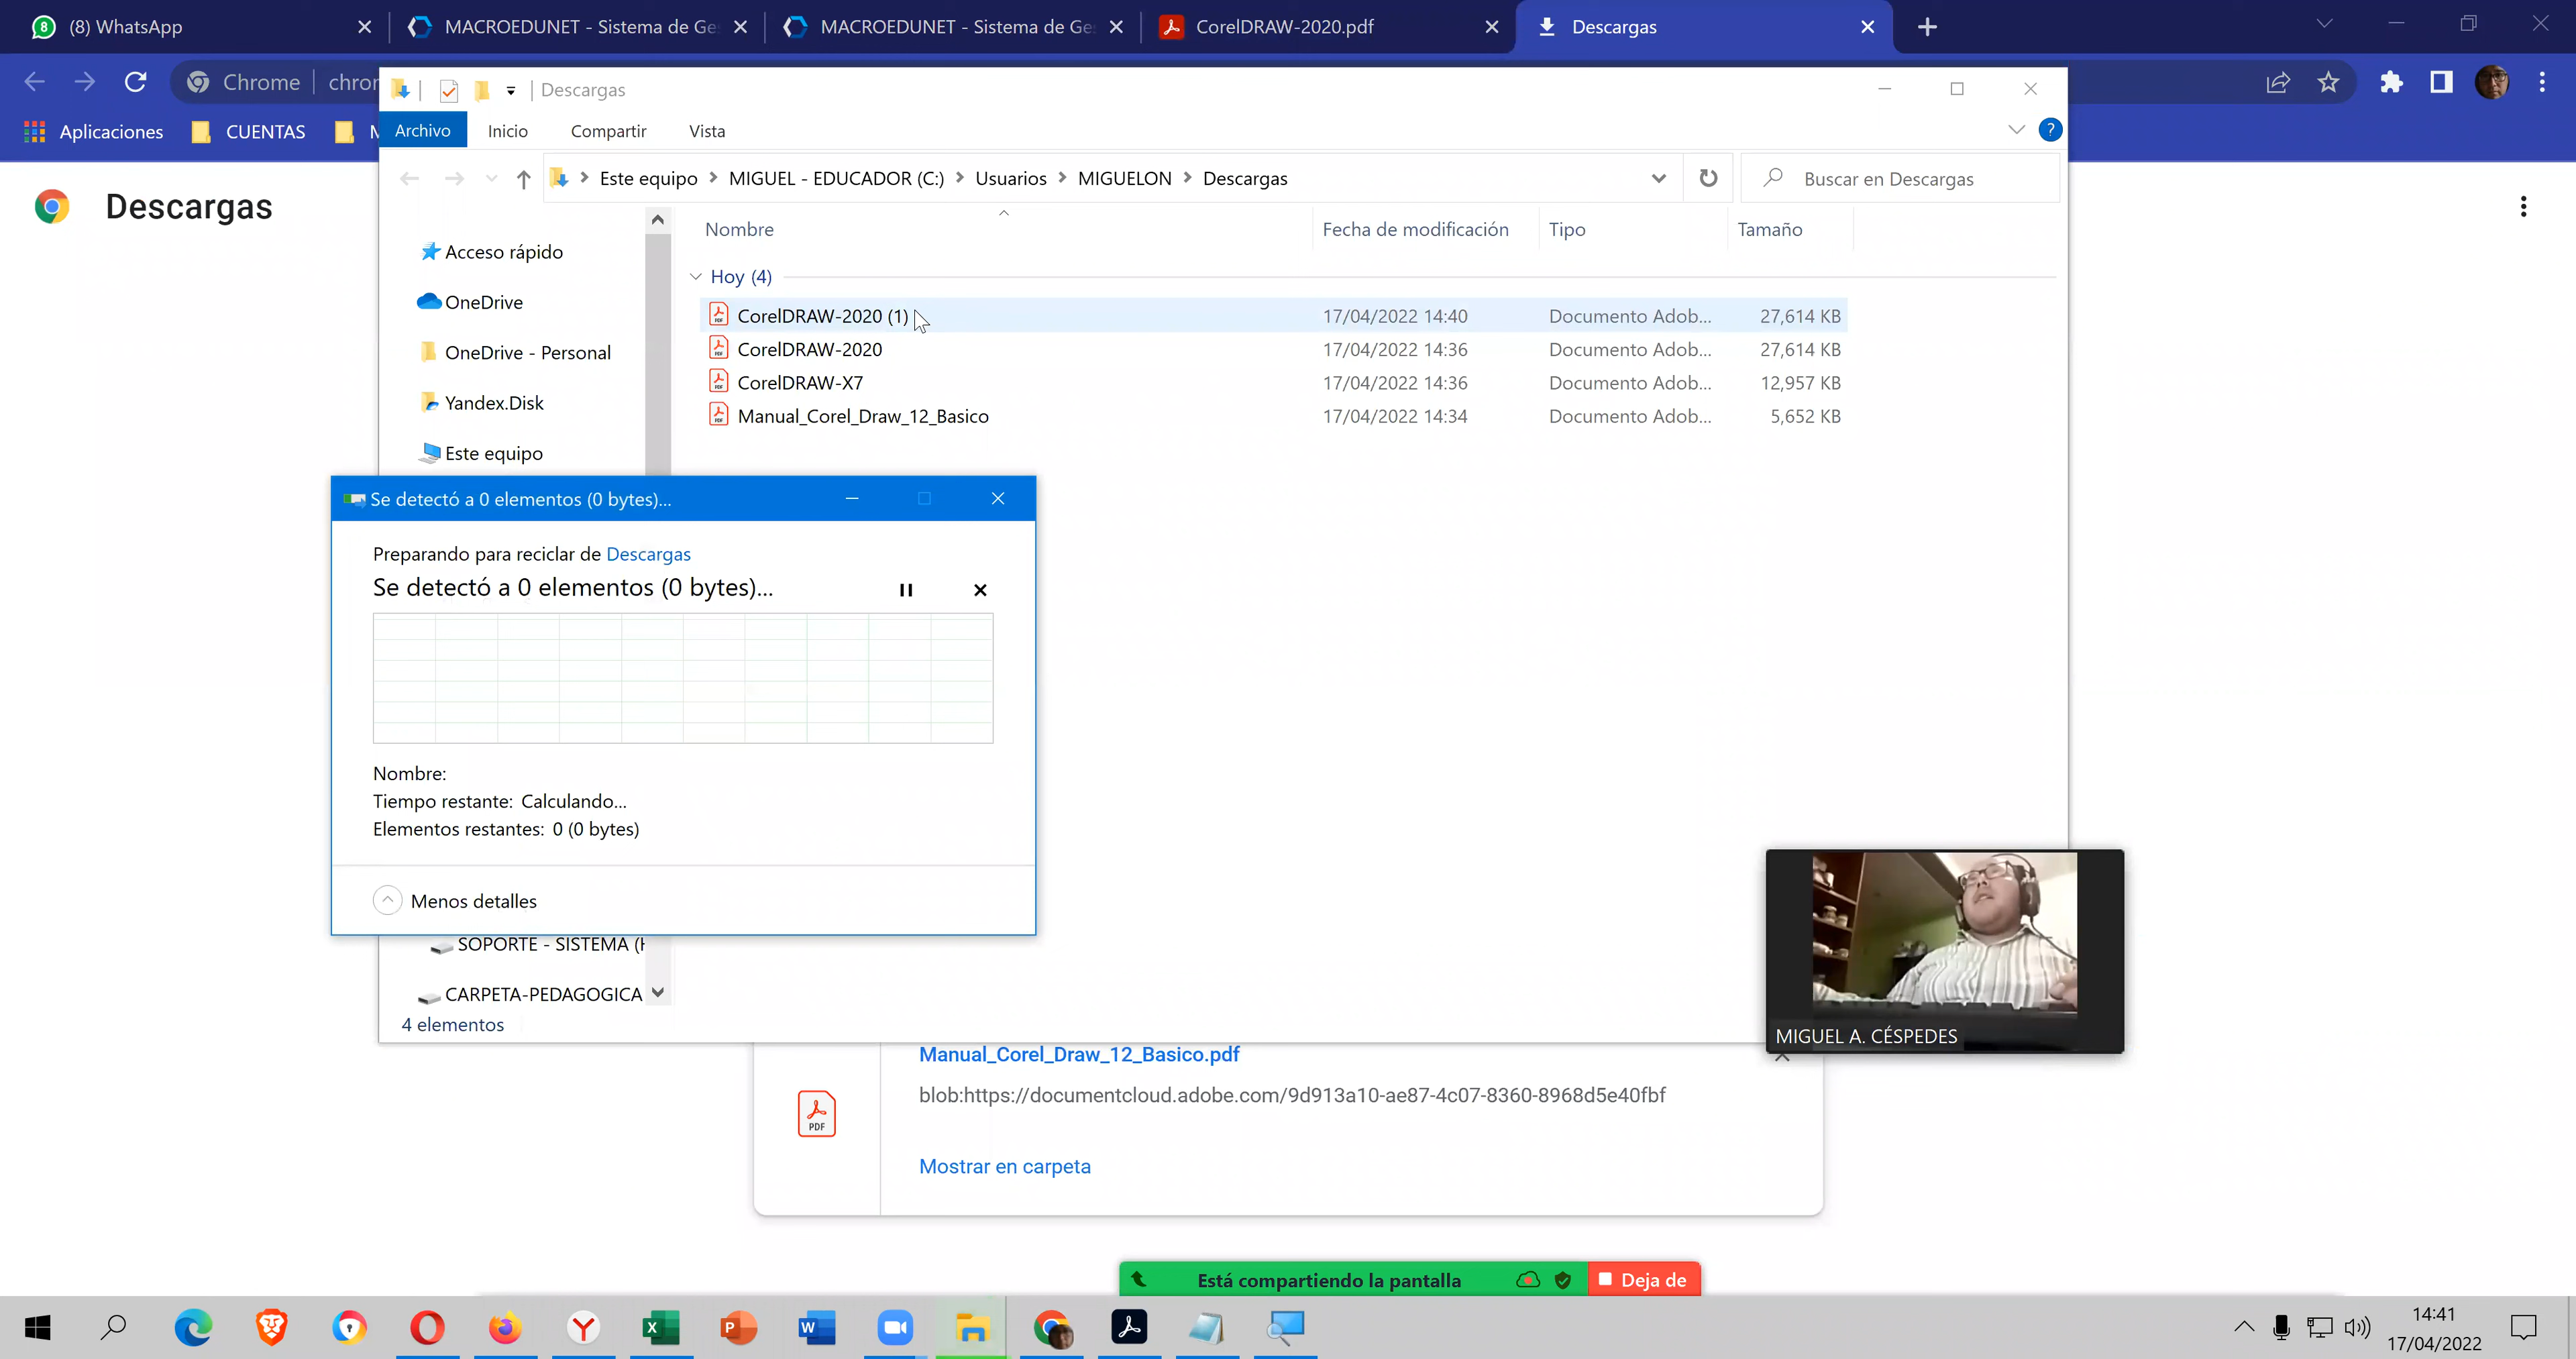 (8) WhatsApp
MACROEDUNET - Sistema de Ge
MACROEDUNET - Sistema de Ge
CorelDRAW-2020.pdf
Descargas
Chrome
chror
Descargas
Aplicaciones
CUENTAS
M
Archivo
Inicio
Compartir
Vista
Este equipo
MIGUEL - EDUCADOR (C:)
Usuarios
MIGUELON
Descargas
Buscar en Descargas
Descargas
Nombre
Fecha de modificación
Tipo
Tamaño
Acceso rápido
Hoy (4)
OneDrive
CorelDRAW-2020 (1)
17/04/2022 14:40
Documento Adob...
27,614 KB
OneDrive - Personal
CorelDRAW-2020
17/04/2022 14:36
Documento Adob...
27,614 KB
Yandex.Disk
CorelDRAW-X7
17/04/2022 14:36
Documento Adob...
12,957 KB
Este equipo
Manual_Corel_Draw_12_Basico
17/04/2022 14:34
Documento Adob...
5,652 KB
Se detectó a 0 elementos (0 bytes)...
Preparando para reciclar de Descargas
Se detectó a 0 elementos (0 bytes)...
Nombre:
Tiempo restante: Calculando...
Elementos restantes: 0 (0 bytes)
Menos detalles
SOPORTE - SISTEMA (H
CARPETA-PEDAGOGICA
4 elementos
MIGUEL A. CÉSPEDES
Manual_Corel_Draw_12_Basico.pdf
blob:https://documentcloud.adobe.com/9d913a10-ae87-4c07-8360-8968d5e40fbf
PDF
Mostrar en carpeta
Está compartiendo la pantalla
Deja de
14:41
17/04/2022